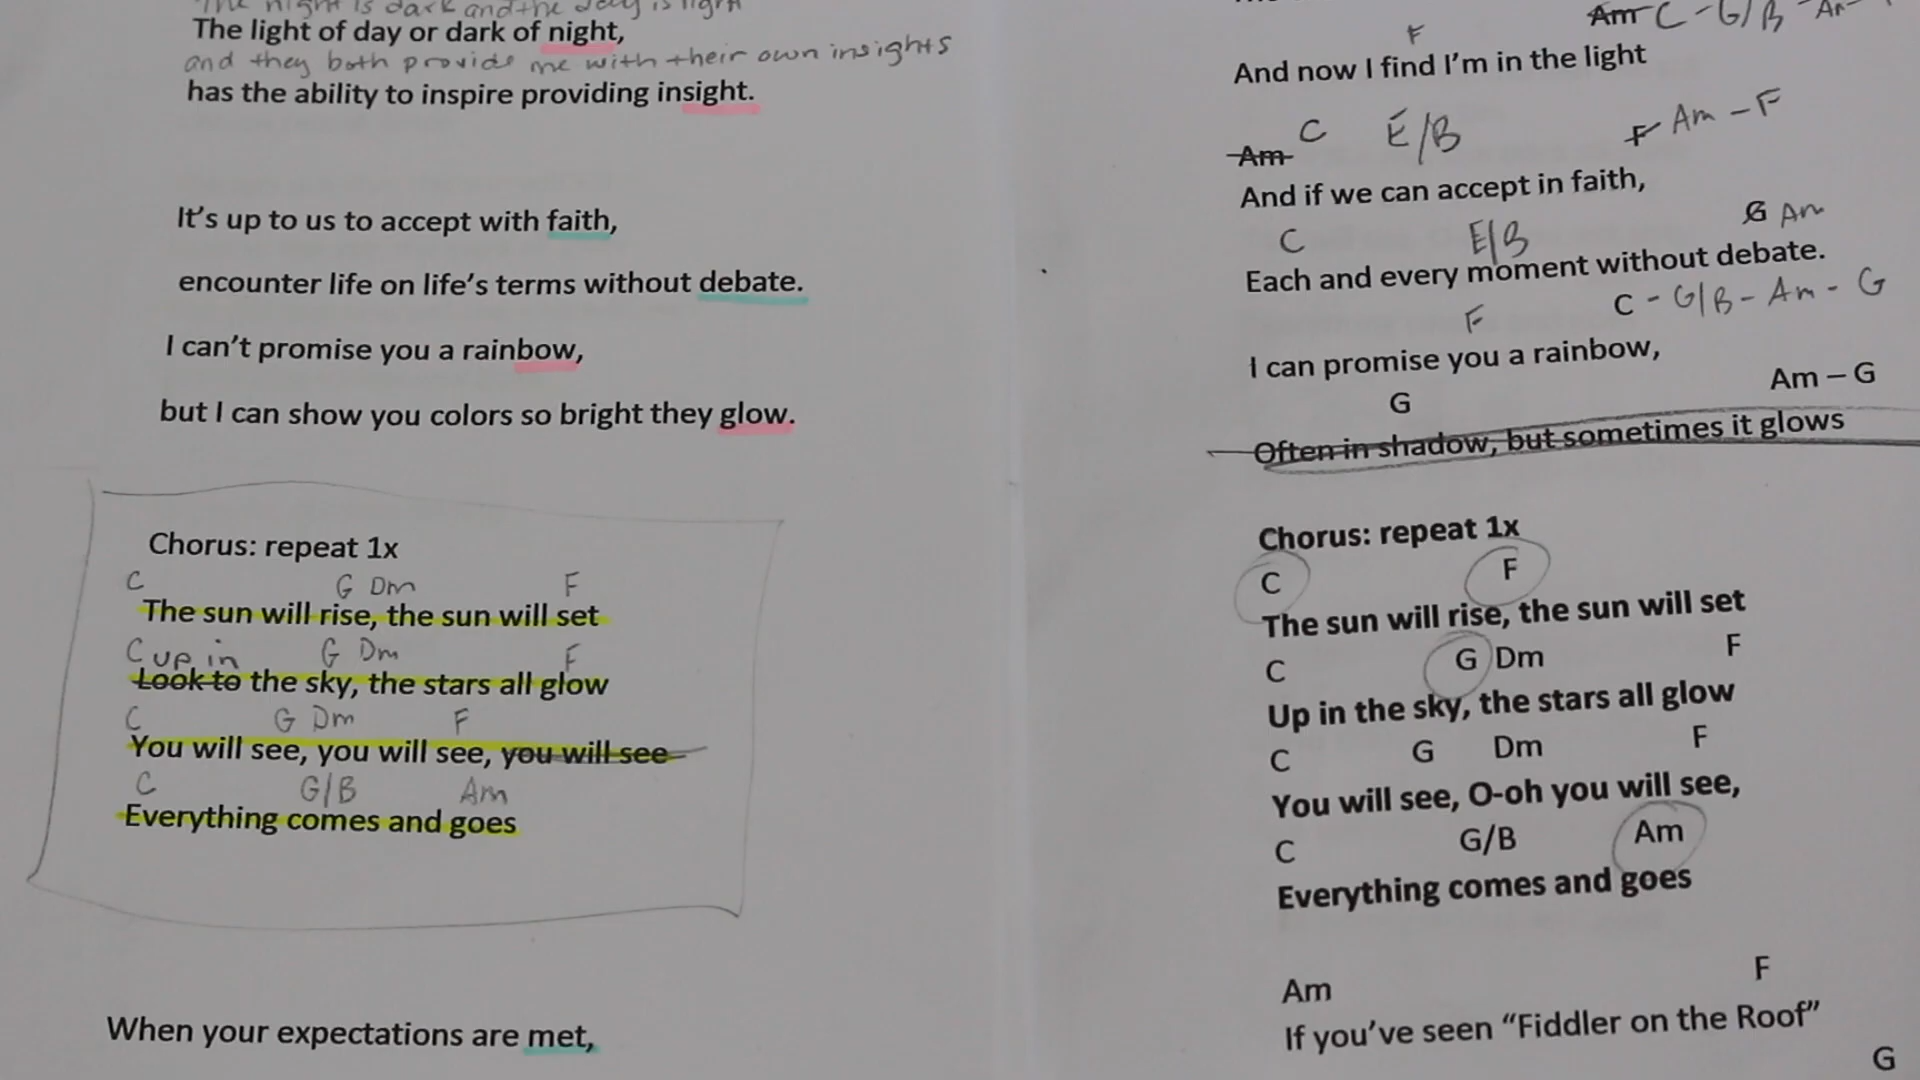 The night is dark and the day is light
The light of day or dark of night,
and they both provide me with their own insights
has the ability to inspire providing insight.
It's up to us to accept with faith,
encounter life on life's terms without debate.
I can't promise you a rainbow,
but I can show you colors so bright they glow.
Chorus: repeat 1x
C G Dm F
The sun will rise, the sun will set
C up in G Dm F
Look to the sky, the stars all glow
C G Dm F
You will see, you will see, you will see
C G/B Am
Everything comes and goes
When your expectations are met,
Am C - G/B - Am -
F
And now I find I'm in the light
Am C E/B F Am - F
And if we can accept in faith,
C E/B G Am
Each and every moment without debate.
F C - G/B - Am - G
I can promise you a rainbow,
G Am – G
Often in shadow, but sometimes it glows
Chorus: repeat 1x
C F
The sun will rise, the sun will set
C G Dm F
Up in the sky, the stars all glow
C G Dm F
You will see, O-oh you will see,
C G/B Am
Everything comes and goes
Am F
If you've seen “Fiddler on the Roof”
G